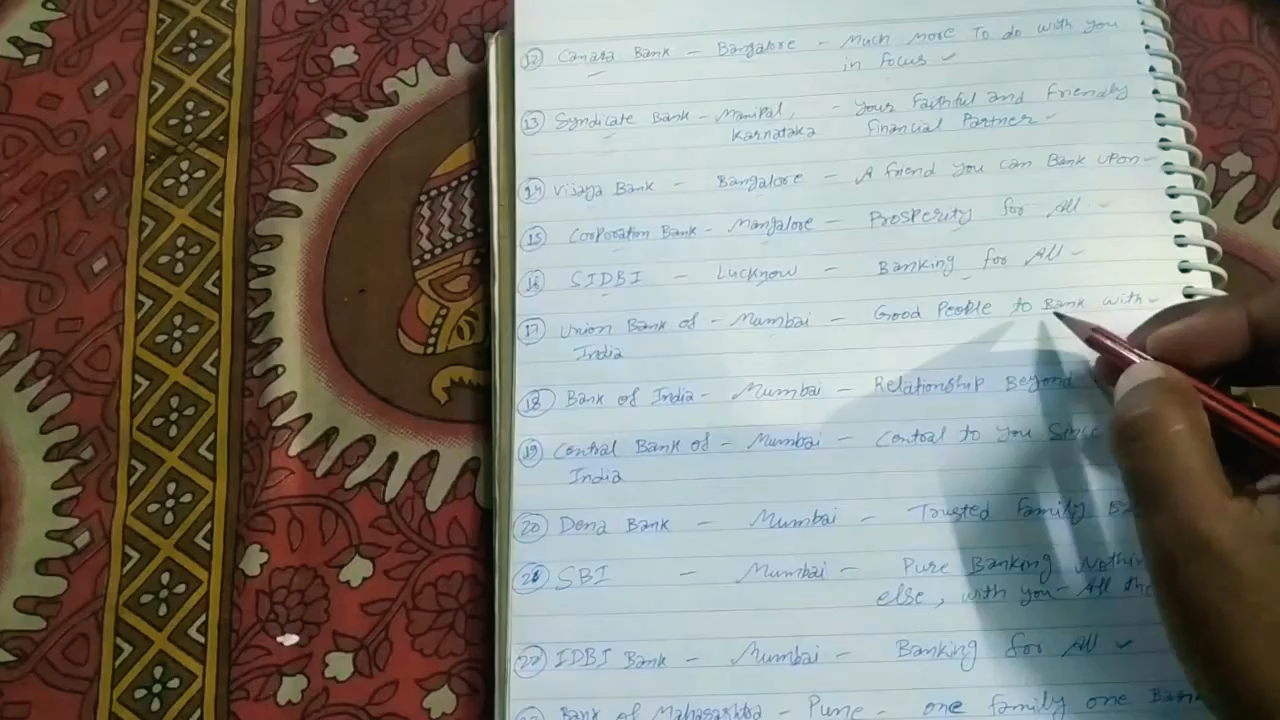 12 Canara Bank - Bangalore - Much More To do with you
in Focus ✓
13 Syndicate Bank - Manipal, - Your Faithful and Friendly
Karnataka Financial Partner -
14 Vijaya Bank - Bangalore - A friend you can Bank upon -
15 Corporation Bank - Mangalore - Prosperity for All -
16 SIDBI - Lucknow - Banking for All -
17 Union Bank of - Mumbai - Good People to Bank with -
India
18 Bank of India - Mumbai - Relationship Beyond
19 Central Bank of - Mumbai - Central to you Since
India
20 Dena Bank - Mumbai - Trusted Family
21 SBI - Mumbai - Pure Banking
else, with you - All the
22 IDBI Bank - Mumbai - Banking for All ✓
Bank of Maharashtra - Pune - one family one Bank